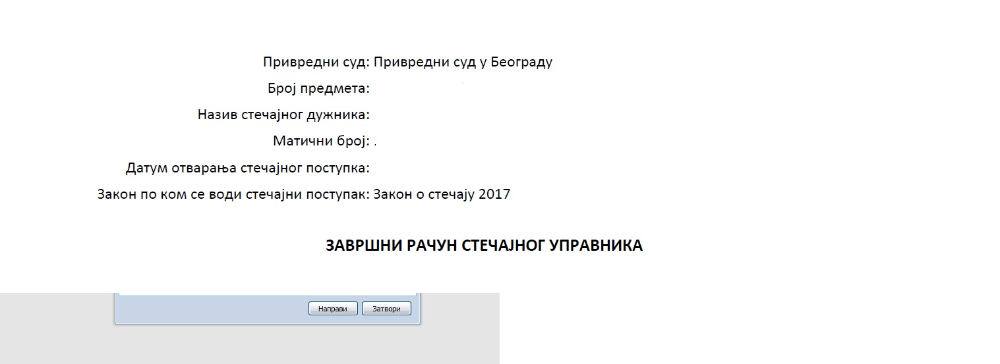 Привредни суд: Привредни суд у Београду
Број предмета:
Назив стечајног дужника:
Матични број:
Датум отварања стечајног поступка:
Закон по ком се води стечајни поступак: Закон о стечају 2017
ЗАВРШНИ РАЧУН СТЕЧАЈНОГ УПРАВНИКА
Направи Затвори